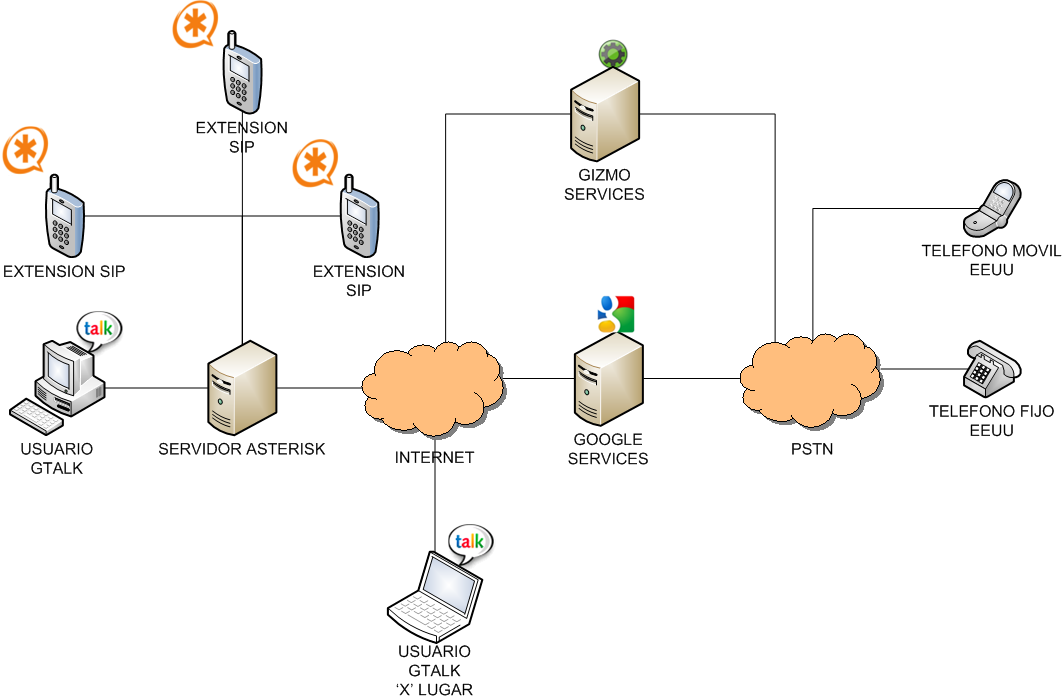 EXTENSION
SIP
EXTENSION SIP
EXTENSION
SIP
GIZMO
SERVICES
TELEFONO MOVIL
EEUU
talk
USUARIO
GTALK
SERVIDOR ASTERISK
INTERNET
GOOGLE
SERVICES
PSTN
TELEFONO FIJO
EEUU
talk
USUARIO
GTALK
‘X’ LUGAR